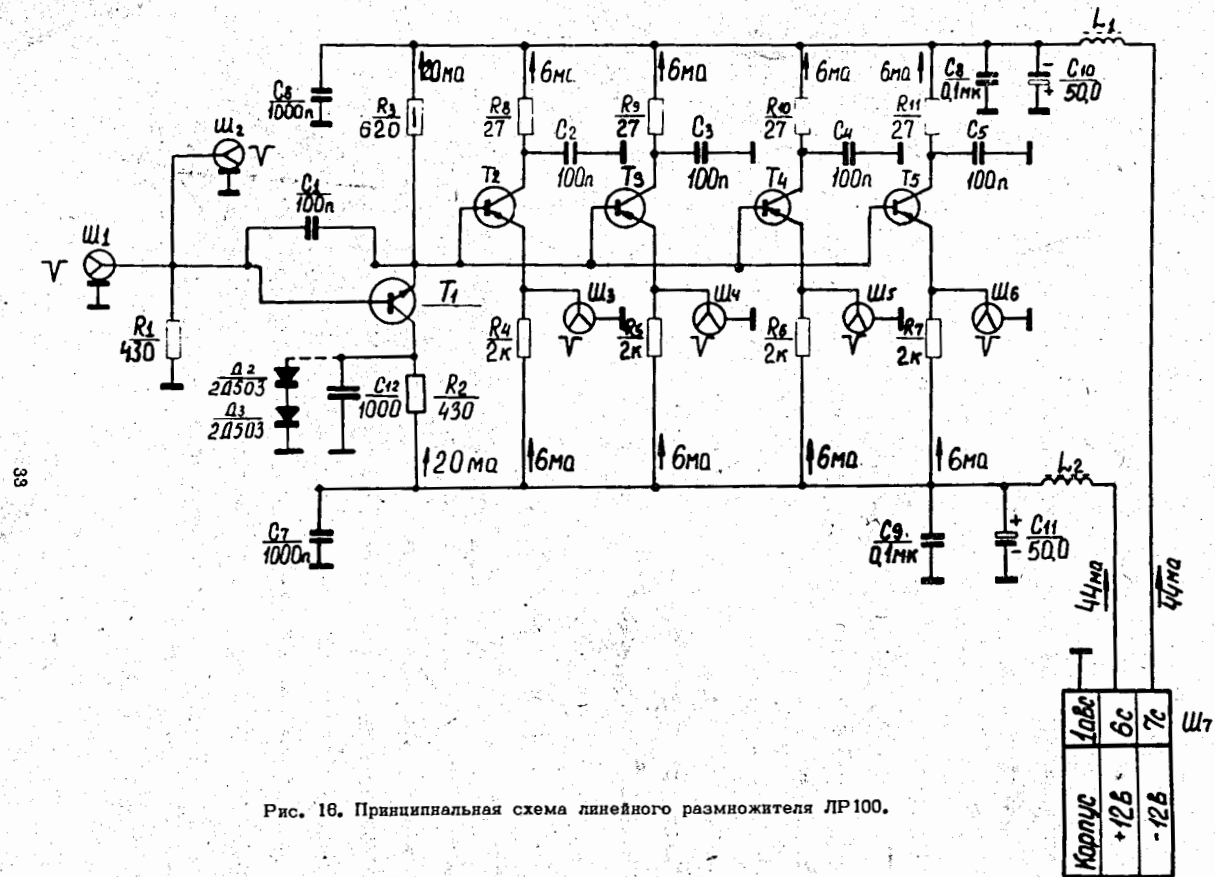 L1
20ма
6мс
6ма
6ма
6ма
C8
0,1мк
C10
50,0
-
+
C6
1000п
R3
620
R8
27
R9
27
R10
27
R11
27
Ш2
C2
100п
C3
100п
C4
100п
C5
100п
C1
100п
T2
T3
T4
T5
Ш1
T1
Ш3
Ш4
Ш5
Ш6
R1
430
R4
2к
R5
2к
R6
2к
R7
2к
Д2
2Д503
Д3
2Д503
C12
1000
R2
430
20ма
6ма
6ма
6ма
6ма
L2
C7
1000п
C9
0,1мк
+
-
C11
50,0
44ма
44ма
1авс
6с
7с
Ш7
Корпус
+12В
-12В
33
Рис. 16. Принципиальная схема линейного размножителя ЛР100.